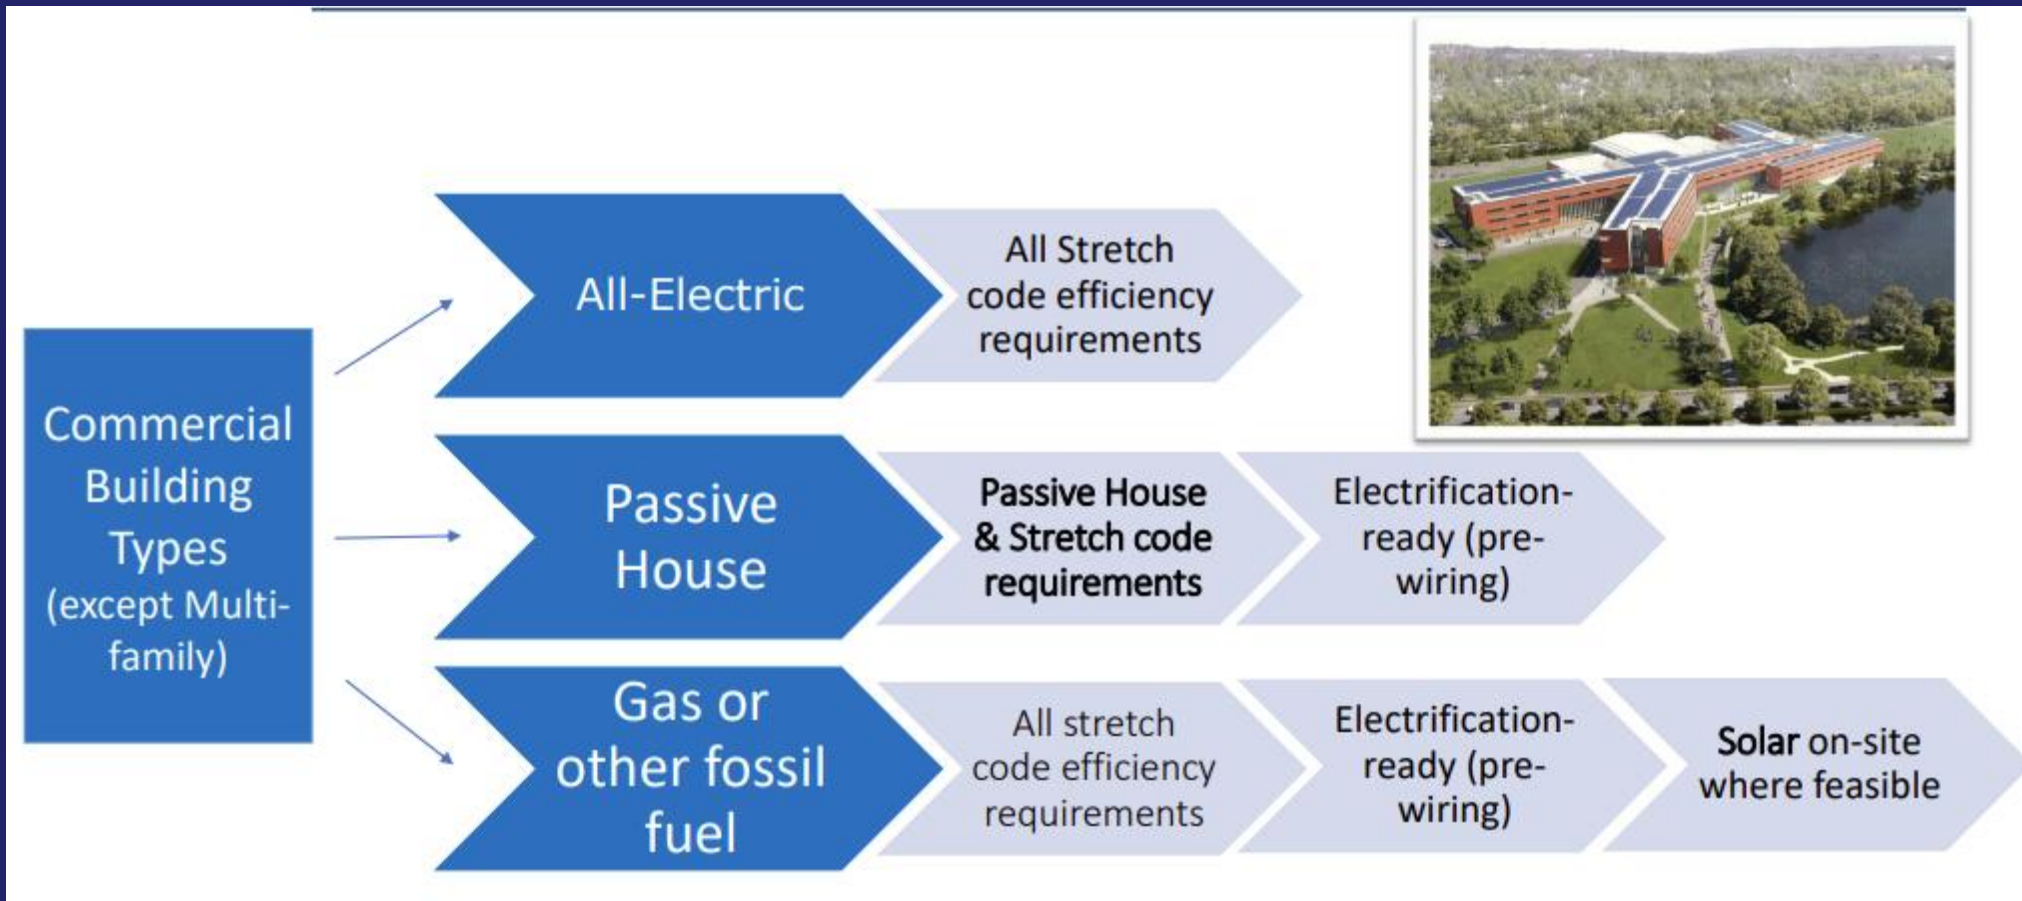 Commercial
Building
Types
(except Multi-
family)
All-Electric
All Stretch
code efficiency
requirements
Passive
House
Passive House
& Stretch code
requirements
Electrification-
ready (pre-
wiring)
Gas or
other fossil
fuel
All stretch
code efficiency
requirements
Electrification-
ready (pre-
wiring)
Solar on-site
where feasible